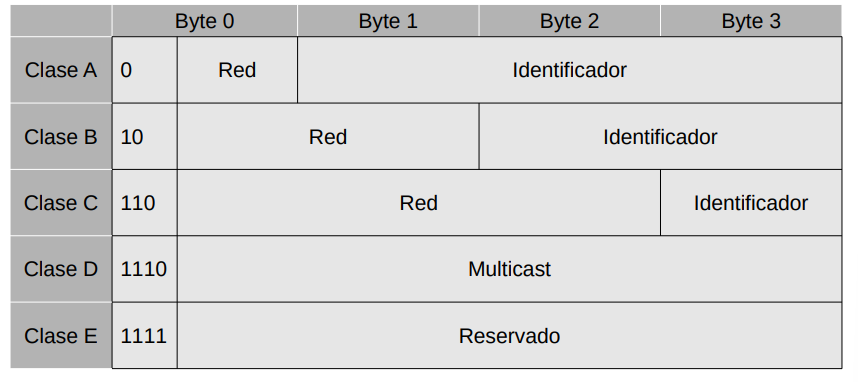 Byte 0 Byte 1 Byte 2 Byte 3
Clase A 0 Red Identificador
Clase B 10 Red Identificador
Clase C 110 Red Identificador
Clase D 1110 Multicast
Clase E 1111 Reservado